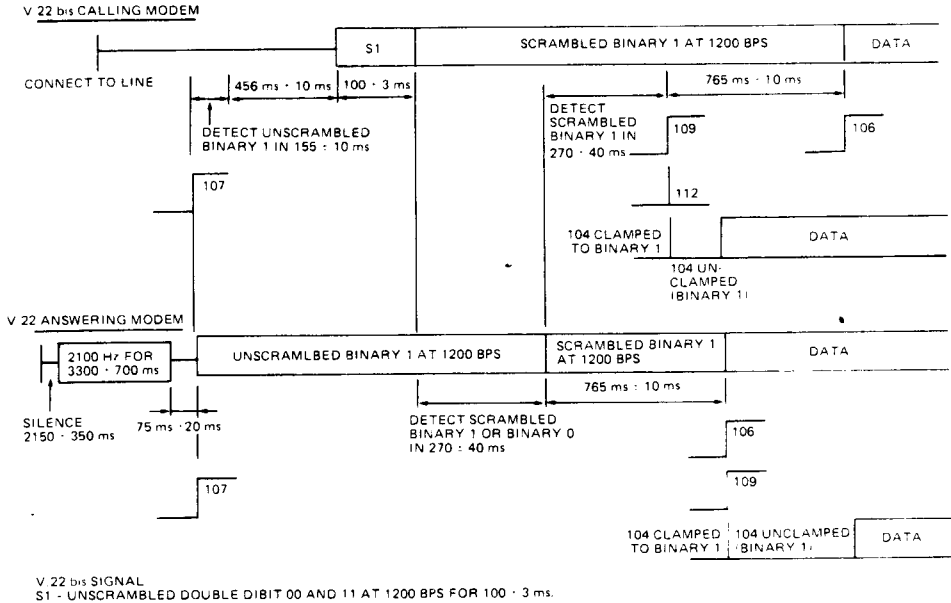 V 22 bis CALLING MODEM
S1
SCRAMBLED BINARY 1 AT 1200 BPS
DATA
CONNECT TO LINE
456 ms · 10 ms
100 · 3 ms
765 ms · 10 ms
DETECT UNSCRAMBLED
BINARY 1 IN 155 : 10 ms
DETECT
SCRAMBLED
BINARY 1 IN
270 · 40 ms
109
106
107
112
104 CLAMPED
TO BINARY 1
DATA
104 UN-
CLAMPED
(BINARY 1)
V 22 ANSWERING MODEM
2100 Hz FOR
3300 · 700 ms
UNSCRAMLBED BINARY 1 AT 1200 BPS
SCRAMBLED BINARY 1
AT 1200 BPS
DATA
765 ms : 10 ms
SILENCE
2150 · 350 ms
75 ms · 20 ms
DETECT SCRAMBLED
BINARY 1 OR BINARY 0
IN 270 : 40 ms
106
107
109
104 CLAMPED
TO BINARY 1
104 UNCLAMPED
(BINARY 1)
DATA
V.22 bis SIGNAL
S1 - UNSCRAMBLED DOUBLE DIBIT 00 AND 11 AT 1200 BPS FOR 100 · 3 ms.